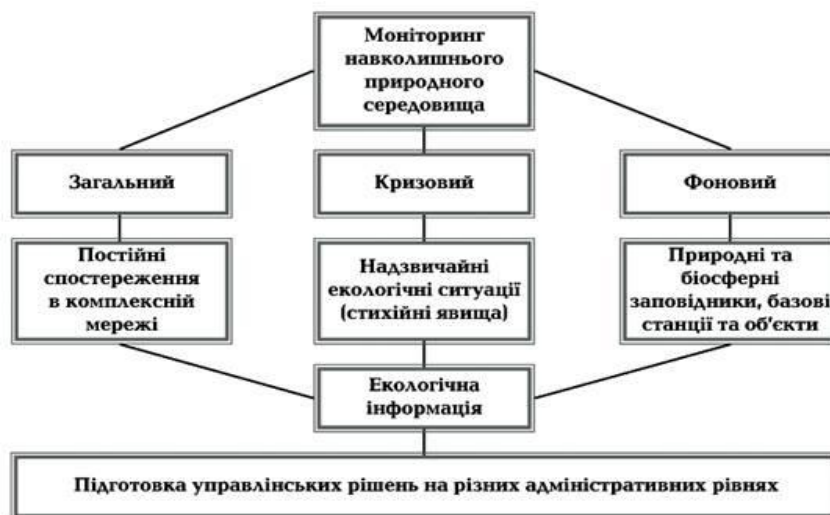 Моніторинг
навколишнього
природного
середовища
Загальний
Кризовий
Фоновий
Постійні
спостереження
в комплексній
мережі
Надзвичайні
екологічні ситуації
(стихійні явища)
Природні та
біосферні
заповідники, базові
станції та об'єкти
Екологічна
інформація
Підготовка управлінських рішень на різних адміністративних рівнях